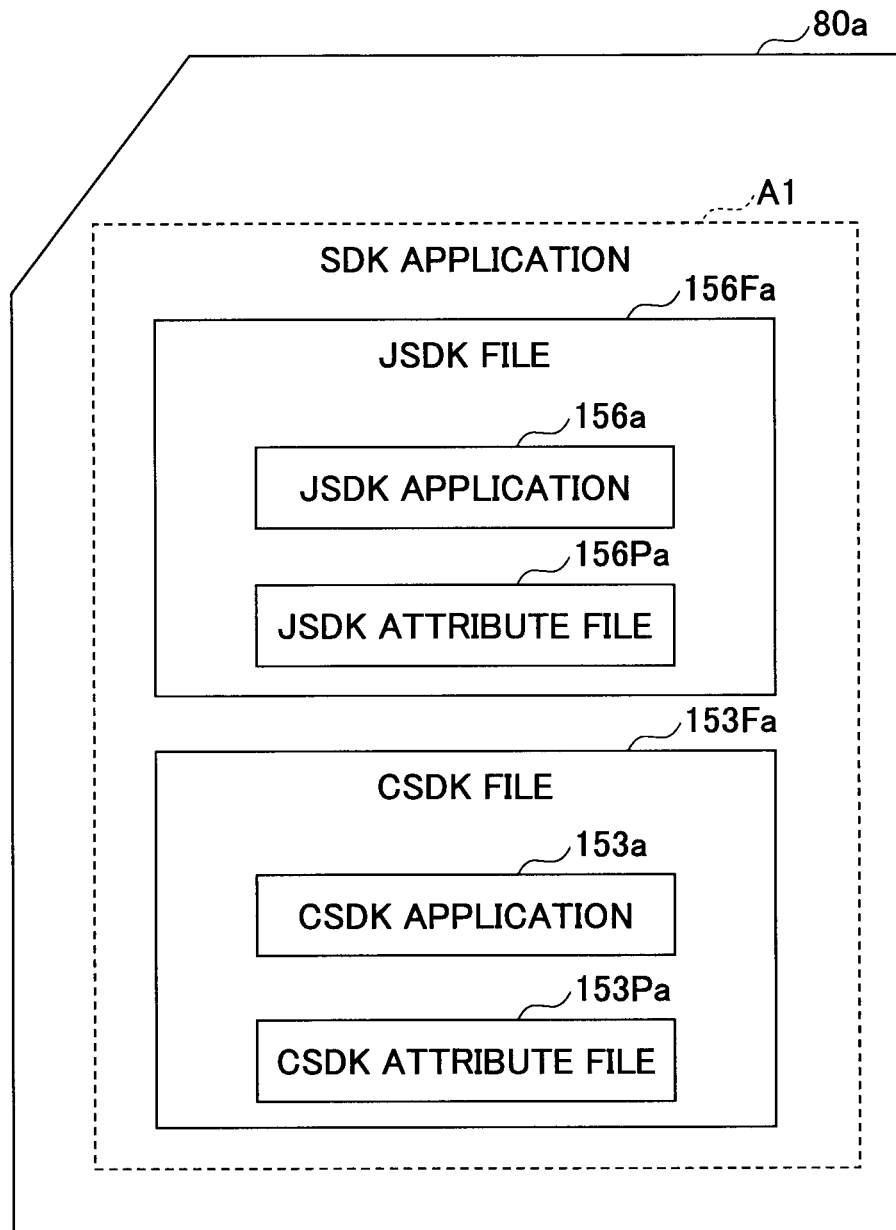 80a
A1
SDK APPLICATION
156Fa
JSDK FILE
156a
JSDK APPLICATION
156Pa
JSDK ATTRIBUTE FILE
153Fa
CSDK FILE
153a
CSDK APPLICATION
153Pa
CSDK ATTRIBUTE FILE